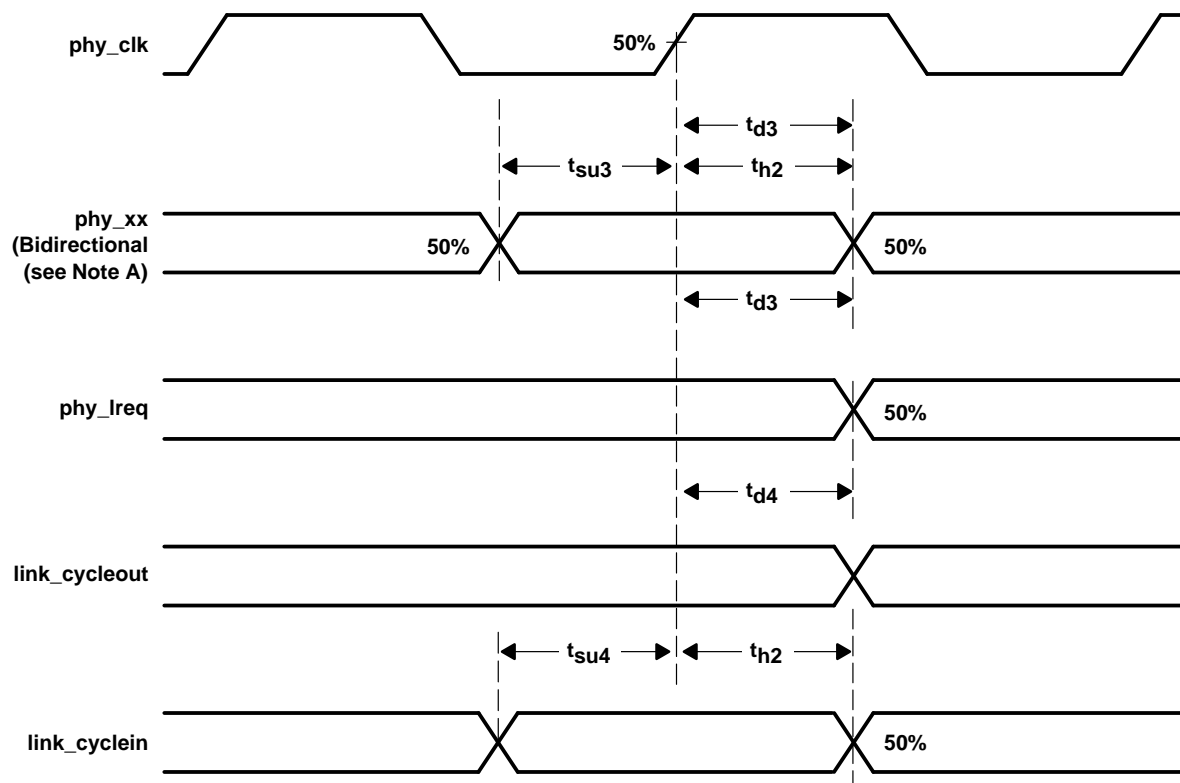 phy_clk
50%
td3
tsu3
th2
phy_xx
(Bidirectional
(see Note A)
50%
50%
td3
phy_lreq
50%
td4
link_cycleout
tsu4
th2
link_cyclein
50%